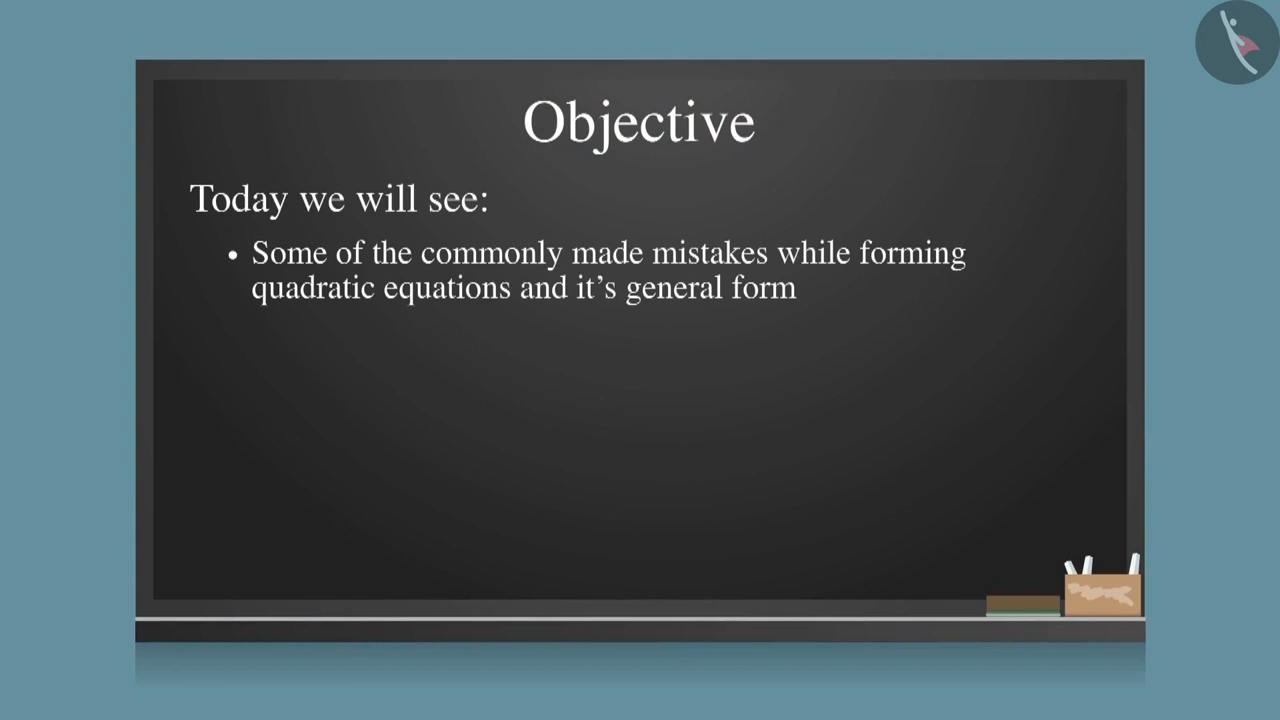 Objective
Today we will see:
• Some of the commonly made mistakes while forming
quadratic equations and it’s general form